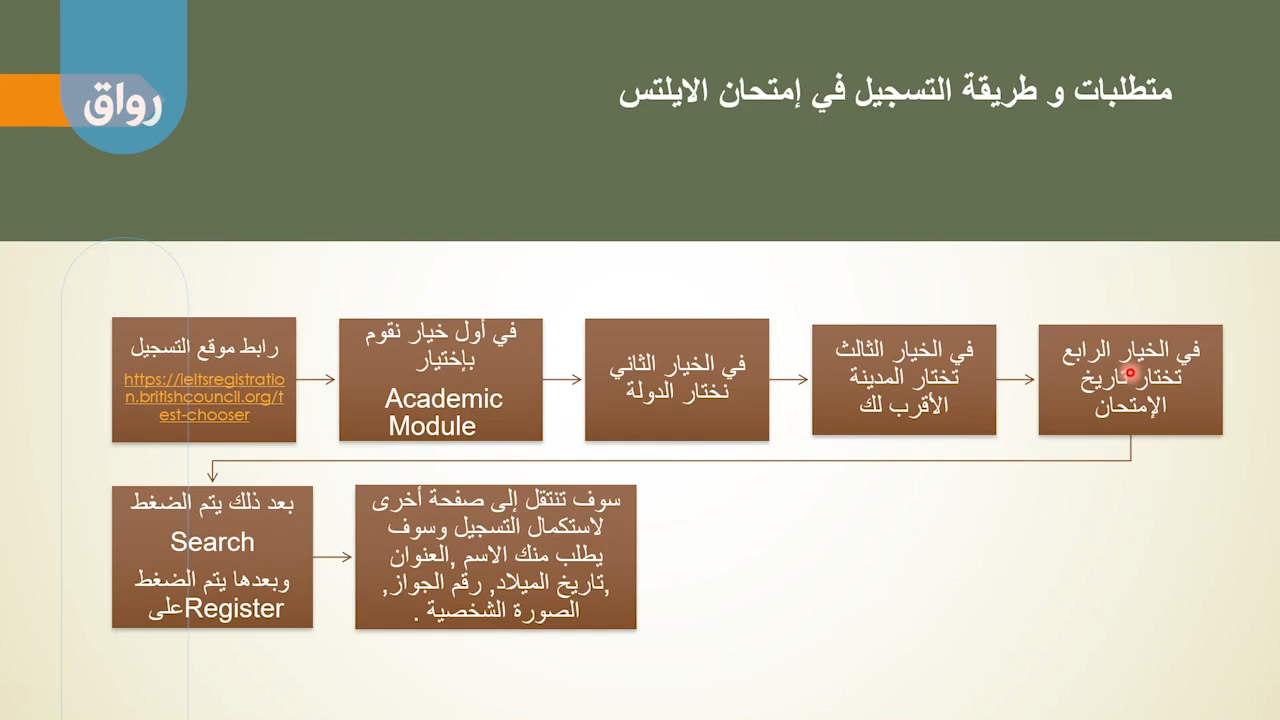 رواق
متطلبات و طريقة التسجيل في إمتحان الايلتس
رابط موقع التسجيل
https://ieltsregistratio
n.britishcouncil.org/t
est-chooser
في أول خيار نقوم
بإختيار
Academic
Module
في الخيار الثاني
نختار الدولة
في الخيار الثالث
تختار المدينة
الأقرب لك
في الخيار الرابع
تختار تاريخ
الإمتحان
بعد ذلك يتم الضغط
Search
وبعدها يتم الضغط
على Register
سوف تنتقل إلى صفحة أخرى
لاستكمال التسجيل وسوف
يطلب منك الاسم ,العنوان
,تاريخ الميلاد, رقم الجواز,
الصورة الشخصية .